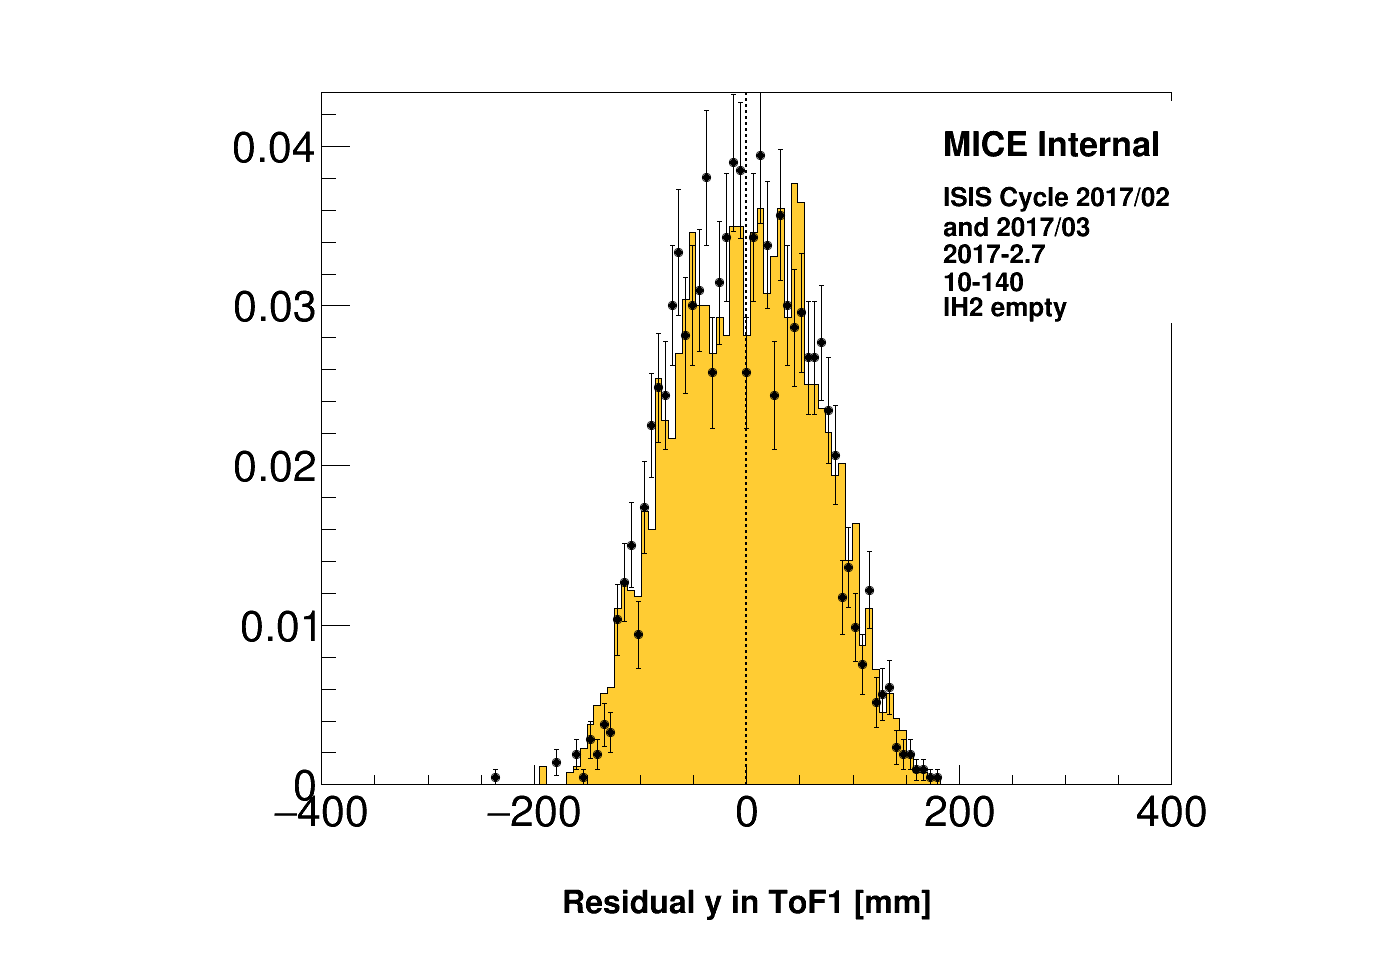 0.04
MICE Internal
ISIS Cycle 2017/02
and 2017/03
2017-2.7
10-140
IH2 empty
0.03
0.02
0.01
0
−400 −200 0 200 400
Residual y in ToF1 [mm]